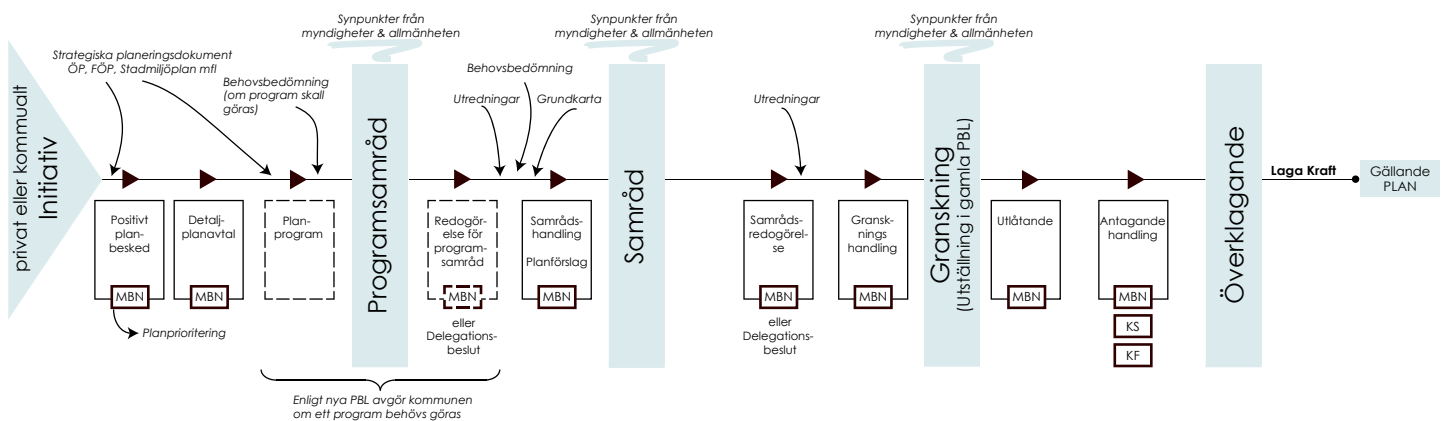 privat eller kommualt
Initiativ
Strategiska planeringsdokument
ÖP, FÖP, Stadmiljöplan mfl
Behovsbedömning
(om program skall
göras)
Positivt
plan-
besked
MBN
Planprioritering
Detalj-
planavtal
MBN
Plan-
program
Synpunkter från
myndigheter & allmänheten
Programsamråd
Enligt nya PBL avgör kommunen
om ett program behövs göras
Behovsbedömning
Utredningar
Grundkarta
Redogör-
else för
program-
samråd
MBN
eller
Delegations-
beslut
Samråds-
handling
Planförslag
MBN
Synpunkter från
myndigheter & allmänheten
Samråd
Utredningar
Samråds-
redogörel-
se
MBN
eller
Delegations-
beslut
Gransk-
nings
handling
MBN
Synpunkter från
myndigheter & allmänheten
Granskning
(Utställning i gamla PBL)
Utlåtande
MBN
Antagande
handling
MBN
KS
KF
Överklagande
Laga Kraft
Gällande
PLAN